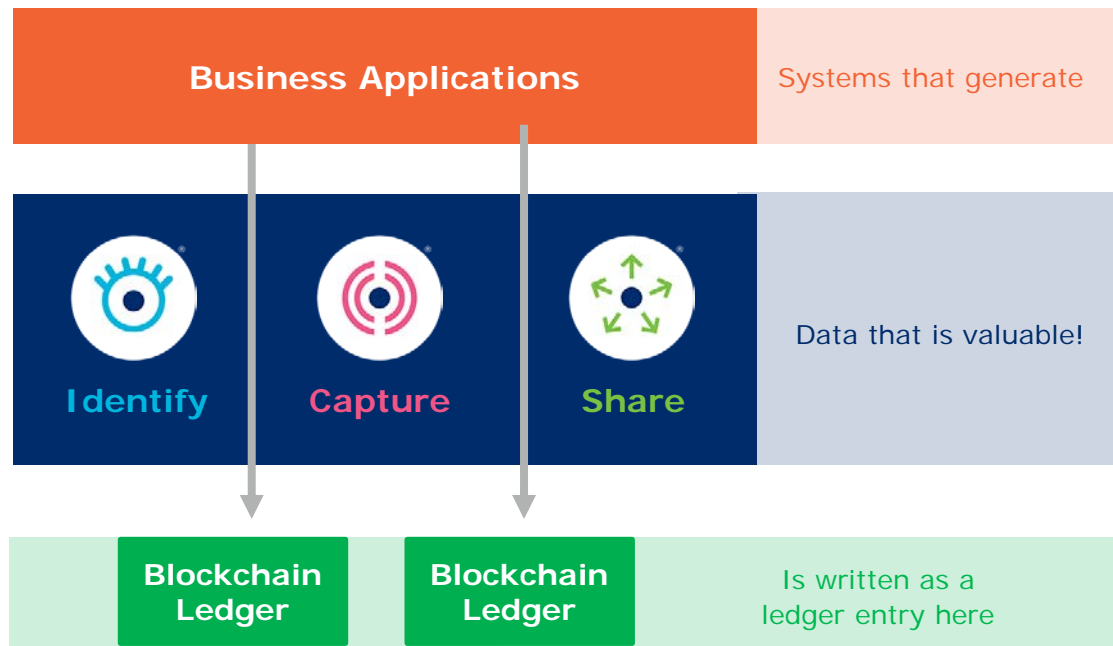 Business Applications
Systems that generate
®
®
®
Identify
Capture
Share
Data that is valuable!
Blockchain
Ledger
Blockchain
Ledger
Is written as a
ledger entry here